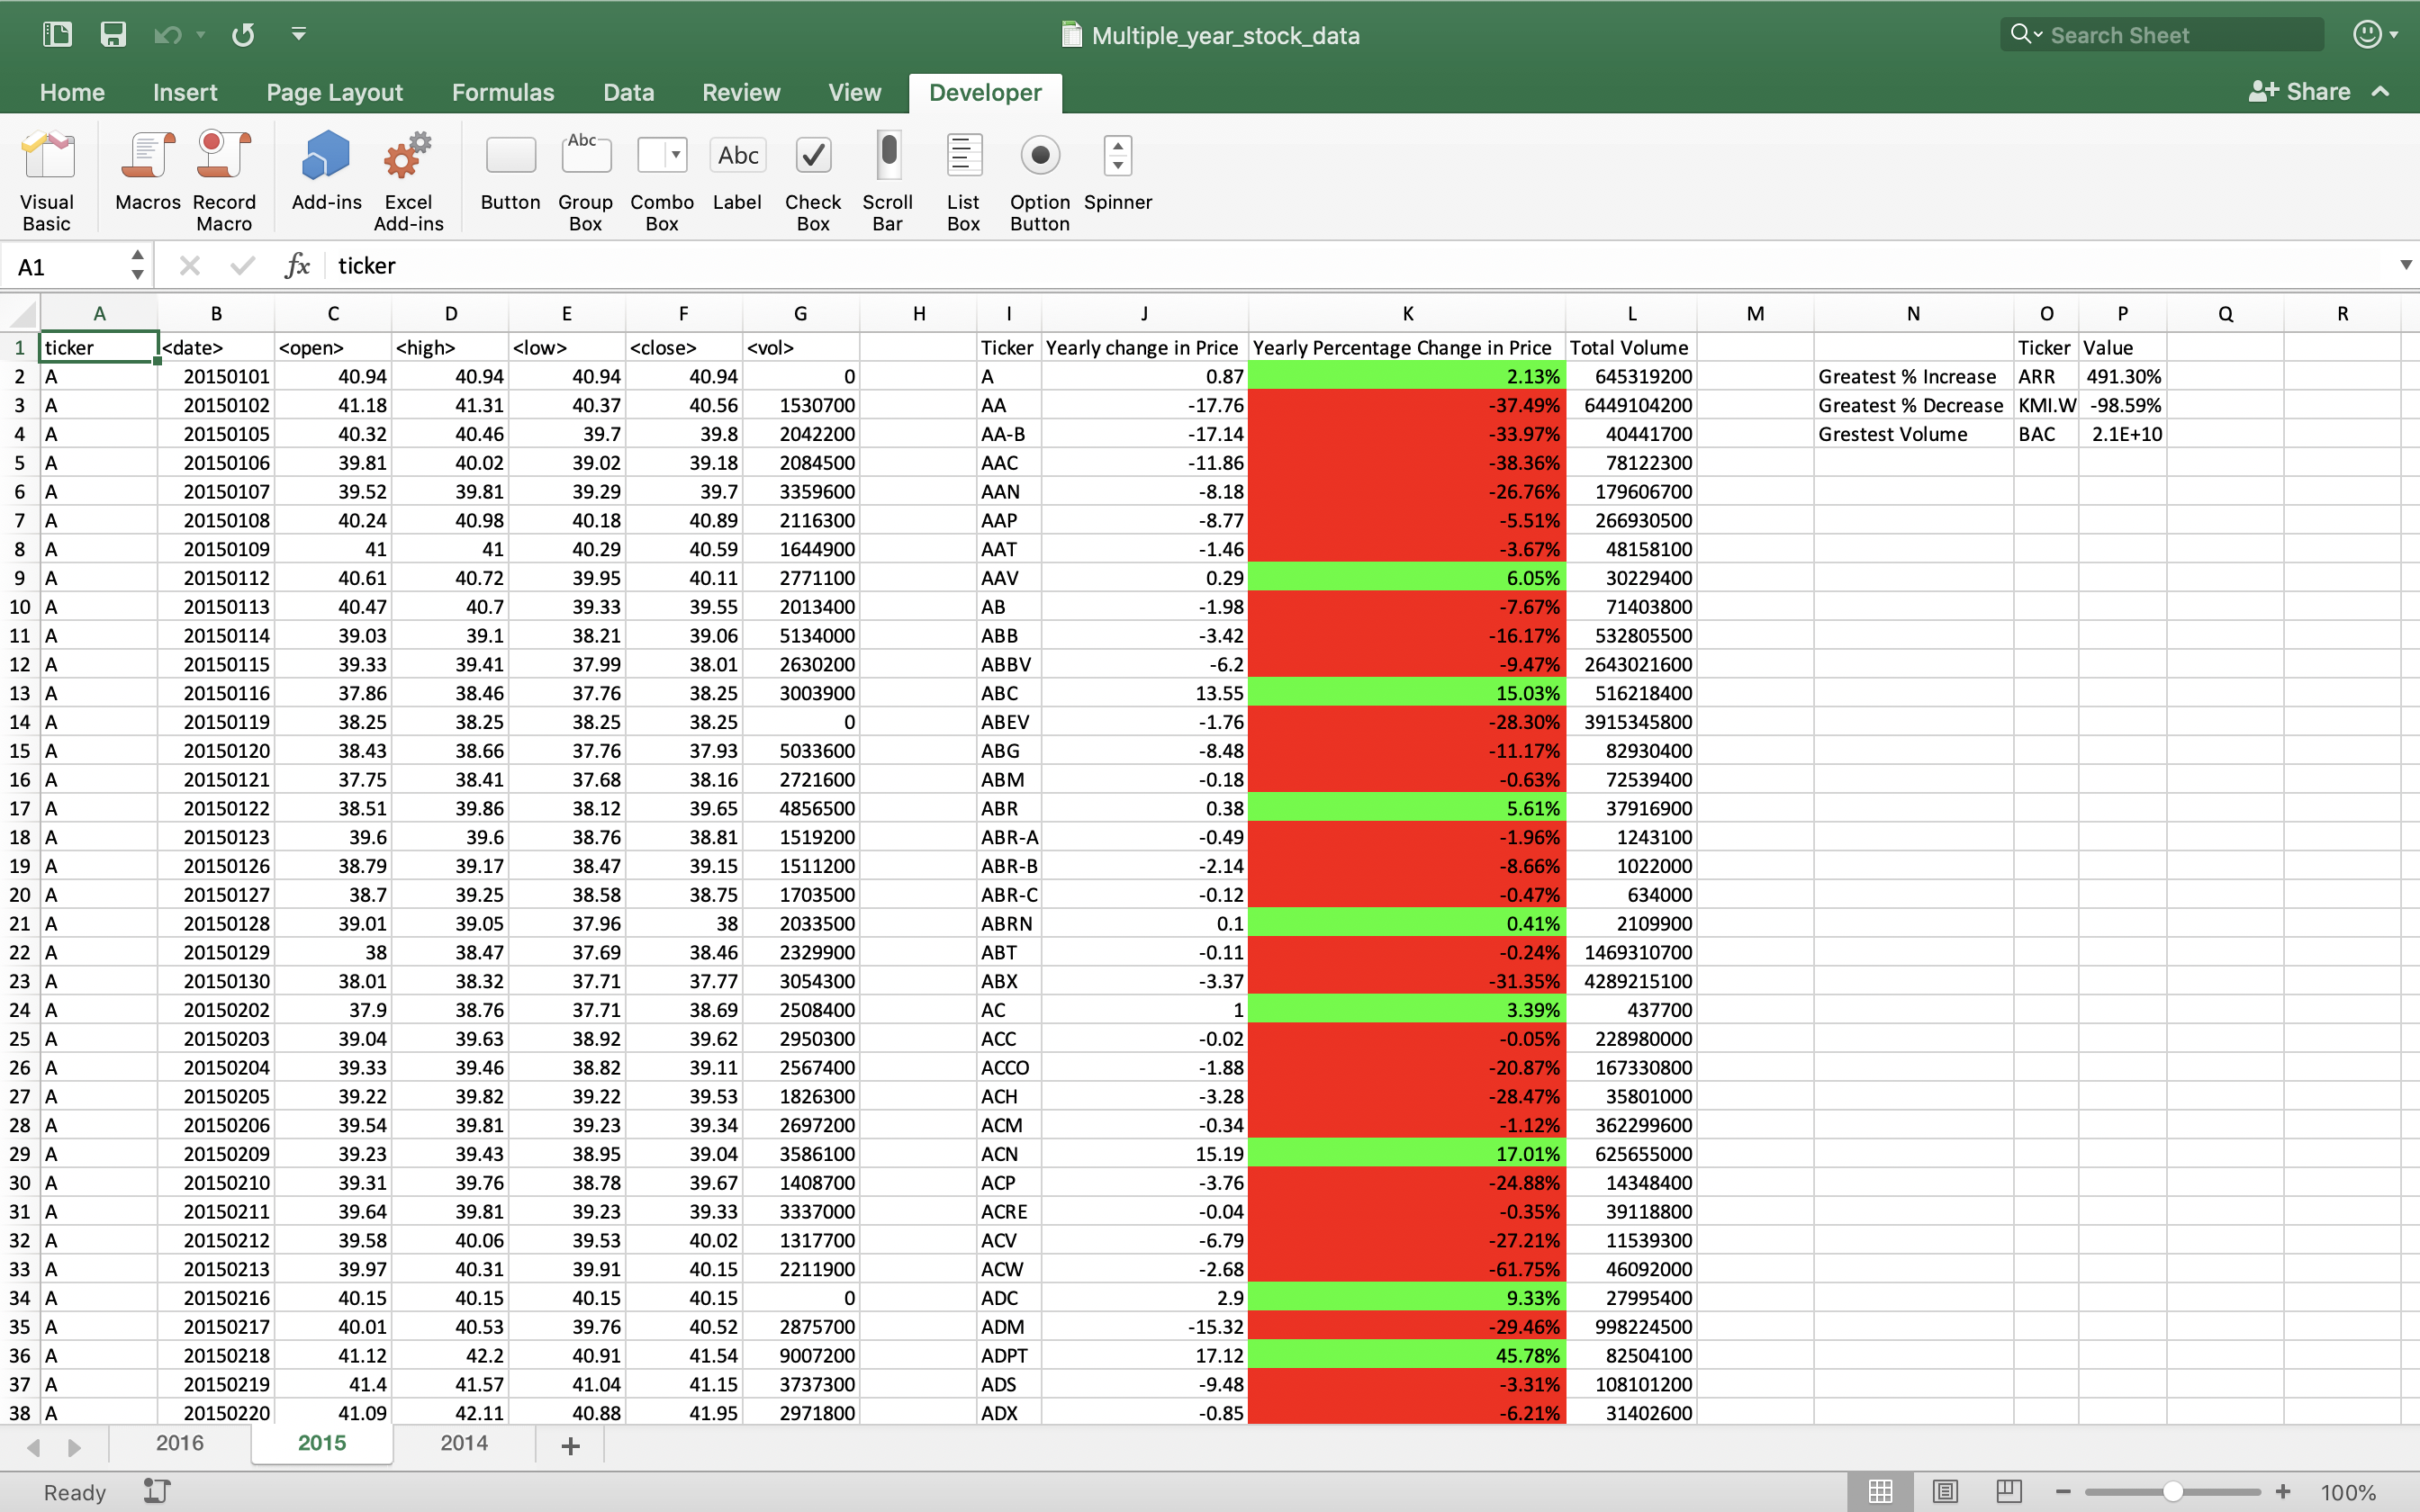 Multiple_year_stock_data
Search Sheet
Home Insert Page Layout Formulas Data Review View Developer Share
Visual Basic Macros Record Macro Add-ins Excel Add-ins Button Abc Group Box Combo Box Abc Label Check Box Scroll Bar List Box Option Button Spinner
A1 fx ticker
A B C D E F G H I J K L M N O P Q R
1 ticker <date> <open> <high> <low> <close> <vol> Ticker Yearly change in Price Yearly Percentage Change in Price Total Volume Ticker Value
2 A 20150101 40.94 40.94 40.94 40.94 0 A 0.87 2.13% 645319200 Greatest % Increase ARR 491.30%
3 A 20150102 41.18 41.31 40.37 40.56 1530700 AA -17.76 -37.49% 6449104200 Greatest % Decrease KMI.W -98.59%
4 A 20150105 40.32 40.46 39.7 39.8 2042200 AA-B -17.14 -33.97% 40441700 Grestest Volume BAC 2.1E+10
5 A 20150106 39.81 40.02 39.02 39.18 2084500 AAC -11.86 -38.36% 78122300
6 A 20150107 39.52 39.81 39.29 39.7 3359600 AAN -8.18 -26.76% 179606700
7 A 20150108 40.24 40.98 40.18 40.89 2116300 AAP -8.77 -5.51% 266930500
8 A 20150109 41 41 40.29 40.59 1644900 AAT -1.46 -3.67% 48158100
9 A 20150112 40.61 40.72 39.95 40.11 2771100 AAV 0.29 6.05% 30229400
10 A 20150113 40.47 40.7 39.33 39.55 2013400 AB -1.98 -7.67% 71403800
11 A 20150114 39.03 39.1 38.21 39.06 5134000 ABB -3.42 -16.17% 532805500
12 A 20150115 39.33 39.41 37.99 38.01 2630200 ABBV -6.2 -9.47% 2643021600
13 A 20150116 37.86 38.46 37.76 38.25 3003900 ABC 13.55 15.03% 516218400
14 A 20150119 38.25 38.25 38.25 38.25 0 ABEV -1.76 -28.30% 3915345800
15 A 20150120 38.43 38.66 37.76 37.93 5033600 ABG -8.48 -11.17% 82930400
16 A 20150121 37.75 38.41 37.68 38.16 2721600 ABM -0.18 -0.63% 72539400
17 A 20150122 38.51 39.86 38.12 39.65 4856500 ABR 0.38 5.61% 37916900
18 A 20150123 39.6 39.6 38.76 38.81 1519200 ABR-A -0.49 -1.96% 1243100
19 A 20150126 38.79 39.17 38.47 39.15 1511200 ABR-B -2.14 -8.66% 1022000
20 A 20150127 38.7 39.25 38.58 38.75 1703500 ABR-C -0.12 -0.47% 634000
21 A 20150128 39.01 39.05 37.96 38 2033500 ABRN 0.1 0.41% 2109900
22 A 20150129 38 38.47 37.69 38.46 2329900 ABT -0.11 -0.24% 1469310700
23 A 20150130 38.01 38.32 37.71 37.77 3054300 ABX -3.37 -31.35% 4289215100
24 A 20150202 37.9 38.76 37.71 38.69 2508400 AC 1 3.39% 437700
25 A 20150203 39.04 39.63 38.92 39.62 2950300 ACC -0.02 -0.05% 228980000
26 A 20150204 39.33 39.46 38.82 39.11 2567400 ACCO -1.88 -20.87% 167330800
27 A 20150205 39.22 39.82 39.22 39.53 1826300 ACH -3.28 -28.47% 35801000
28 A 20150206 39.54 39.81 39.23 39.34 2697200 ACM -0.34 -1.12% 362299600
29 A 20150209 39.23 39.43 38.95 39.04 3586100 ACN 15.19 17.01% 625655000
30 A 20150210 39.31 39.76 38.78 39.67 1408700 ACP -3.76 -24.88% 14348400
31 A 20150211 39.64 39.81 39.23 39.33 3337000 ACRE -0.04 -0.35% 39118800
32 A 20150212 39.58 40.06 39.53 40.02 1317700 ACV -6.79 -27.21% 11539300
33 A 20150213 39.97 40.31 39.91 40.15 2211900 ACW -2.68 -61.75% 46092000
34 A 20150216 40.15 40.15 40.15 40.15 0 ADC 2.9 9.33% 27995400
35 A 20150217 40.01 40.53 39.76 40.52 2875700 ADM -15.32 -29.46% 998224500
36 A 20150218 41.12 42.2 40.91 41.54 9007200 ADPT 17.12 45.78% 82504100
37 A 20150219 41.4 41.57 41.04 41.15 3737300 ADS -9.48 -3.31% 108101200
38 A 20150220 41.09 42.11 40.88 41.95 2971800 ADX -0.85 -6.21% 31402600
2016 2015 2014 +
Ready 100%